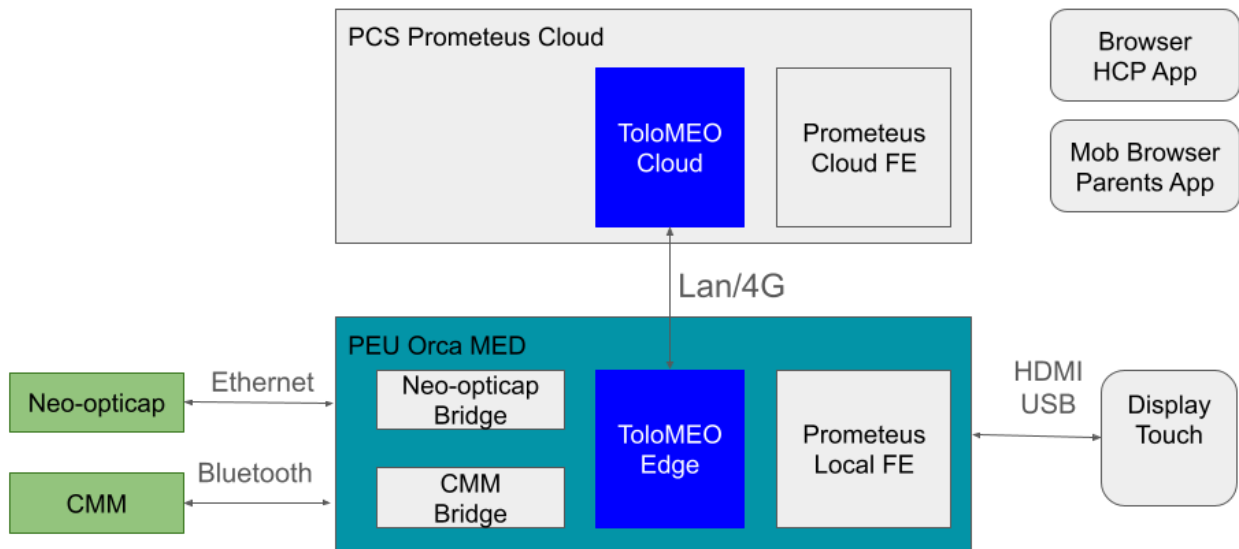 PCS Prometeus Cloud
ToloMEO
Cloud
Prometeus
Cloud FE
Browser
HCP App
Mob Browser
Parents App
Lan/4G
PEU Orca MED
Neo-opticap
Ethernet
Neo-opticap
Bridge
CMM
Bluetooth
CMM
Bridge
ToloMEO
Edge
Prometeus
Local FE
HDMI
USB
Display
Touch